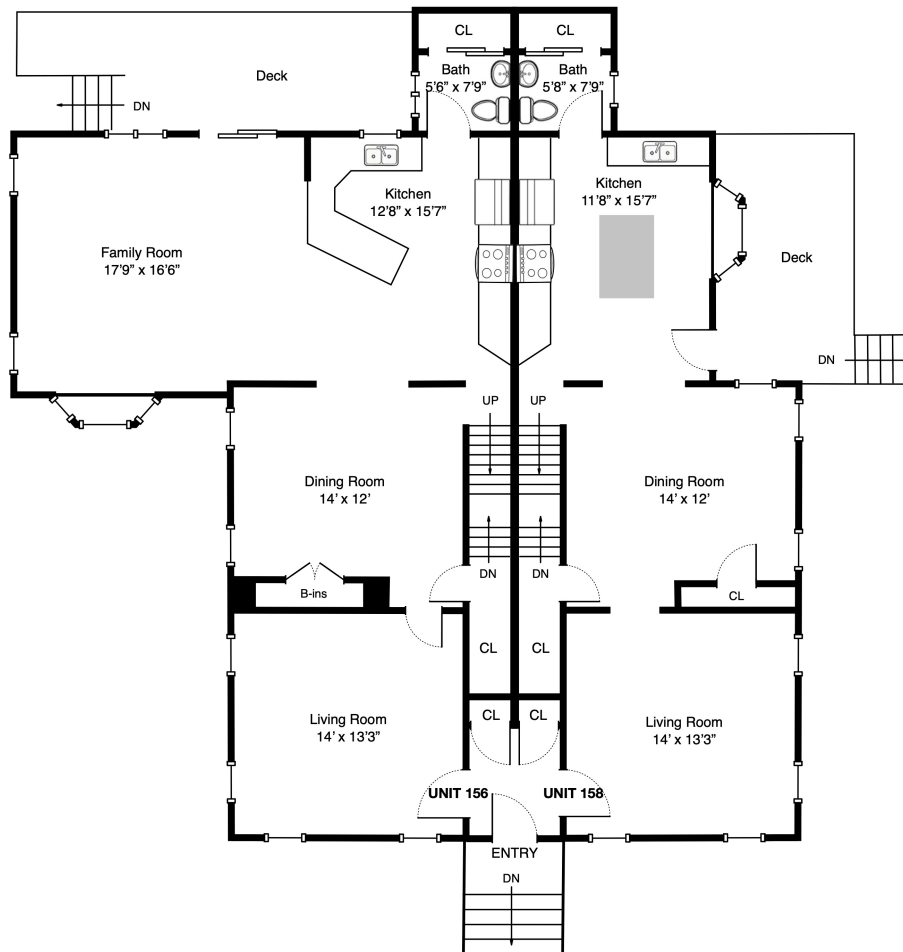 CL
CL
Bath
5'6” x 7'9”
Bath
5'8” x 7'9”
Deck
DN
Kitchen
12’8” x 15’7”
Kitchen
11’8” x 15’7”
Family Room
17’9” x 16’6”
Deck
DN
UP
UP
Dining Room
14’ x 12’
Dining Room
14’ x 12’
DN
DN
B-ins
CL
CL
CL
CL
CL
Living Room
14’ x 13’3”
Living Room
14’ x 13’3”
UNIT 156
UNIT 158
ENTRY
DN